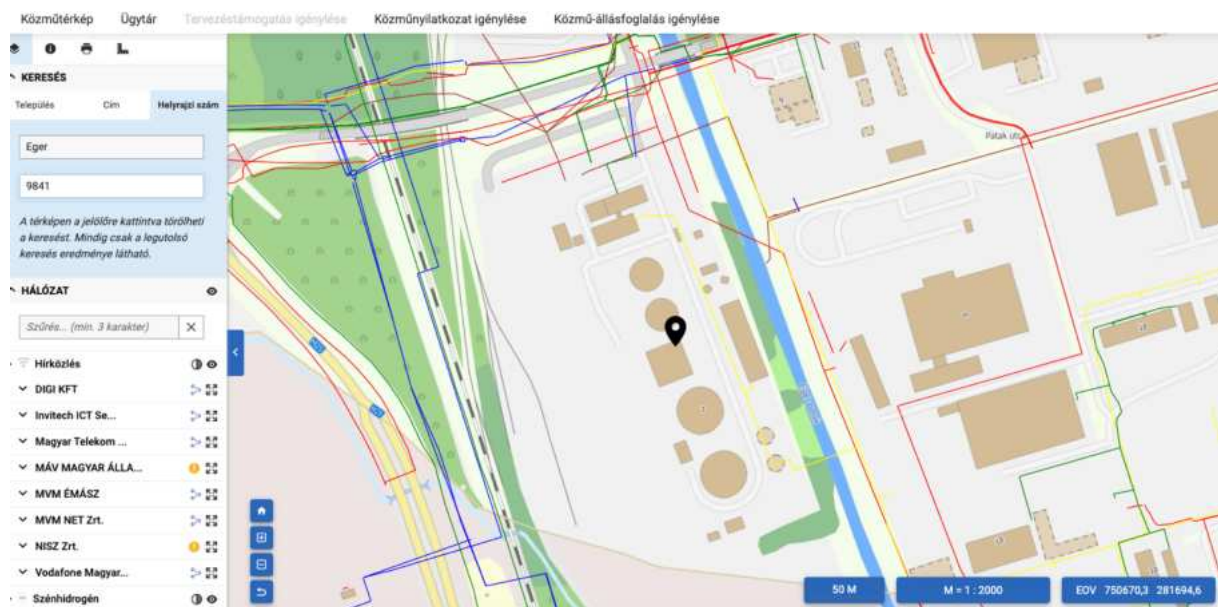 Közműtérkép Ügytár Tervezéstámogatás igénylése Közműnyilatkozat igénylése Közmű-állásfoglalás igénylése
KERESÉS
Település Cím Helyrajzi szám
Eger
9841
A térképen a jelölőre kattintva törölheti
a keresést. Mindig csak a legutolsó
keresés eredménye látható.
HÁLÓZAT
Szűrés... (min. 3 karakter)
Hírközlés
DIGI KFT
Invitech ICT Se...
Magyar Telekom ...
MÁV MAGYAR ÁLLA...
MVM ÉMÁSZ
MVM NET Zrt.
NISZ Zrt.
Vodafone Magyar...
Szénhidrogén
Patak utca
50 M
M = 1 : 2000
EOV 750670,3 281694,6